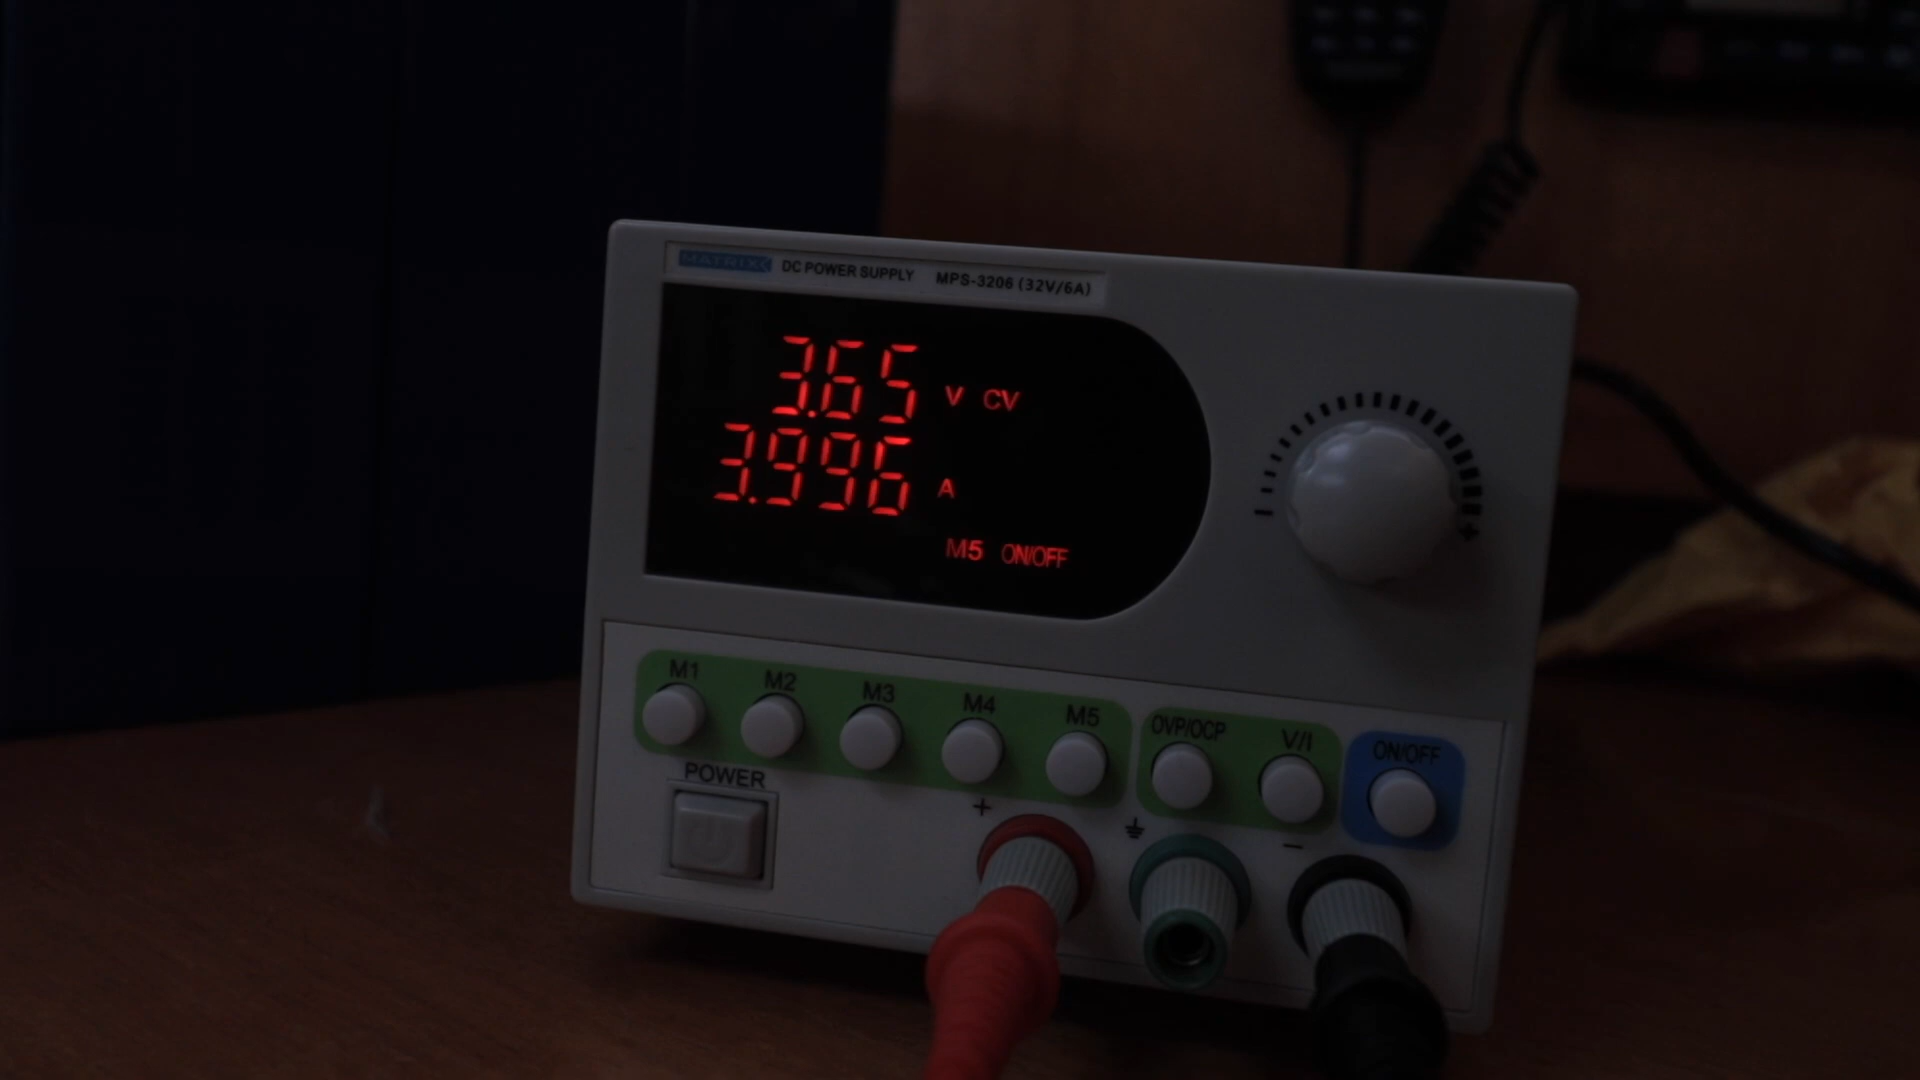 MATRIX DC POWER SUPPLY MPS-3206 (32V/6A)
3.65 V CV
3.996 A
M5 ON/OFF
M1 M2 M3 M4 M5 OVP/OCP V/I ON/OFF
POWER
+ −